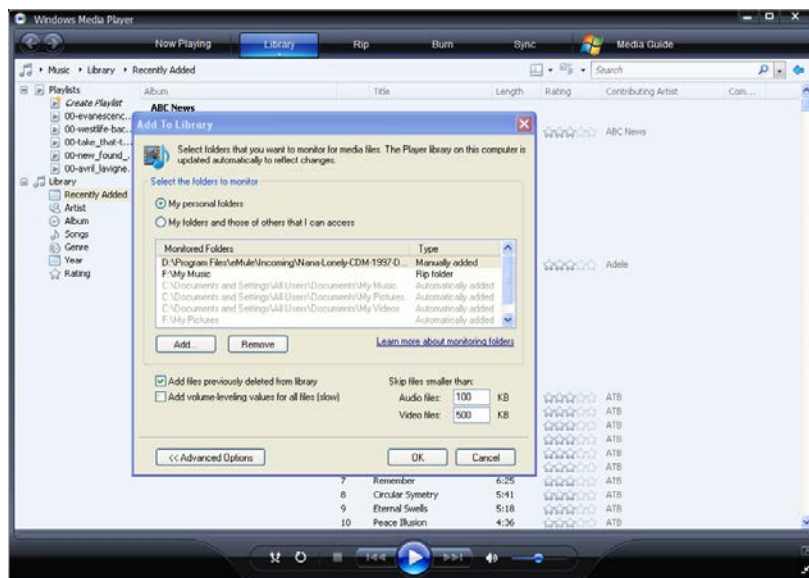 Windows Media Player
Now Playing Library Rip Burn Sync Media Guide
Music Library Recently Added Search
Playlists Album Title Length Rating Contributing Artist Com...
Create Playlist ABC News
00-evanescenc...
00-westlife-bac... ABC News
00-take_that-t...
00-new_found_...
00-avril_lavigne...
Library
Recently Added
Artist
Album
Songs
Genre
Year Adele
Rating
Add To Library
Select folders that you want to monitor for media files. The Player library on this computer is
updated automatically to reflect changes.
Select the folders to monitor
My personal folders
My folders and those of others that I can access
Monitored Folders Type
D:\Program Files\eMule\Incoming\Nana-Lonely-CDM-1997-D... Manually added
F:\My Music Rip folder
C:\Documents and Settings\All Users\Documents\My Music Automatically added
C:\Documents and Settings\All Users\Documents\My Pictures Automatically added
C:\Documents and Settings\All Users\Documents\My Videos Automatically added
F:\My Pictures Automatically added
Add... Remove Learn more about monitoring folders
Add files previously deleted from library Skip files smaller than:
Add volume-leveling values for all files (slow) Audio files: 100 KB
Video files: 500 KB
<< Advanced Options OK Cancel
ATB
ATB
ATB
ATB
ATB
ATB
7 Remember 6:25 ATB
8 Circular Symetry 5:41 ATB
9 Eternal Swells 5:18 ATB
10 Peace Illusion 4:36 ATB